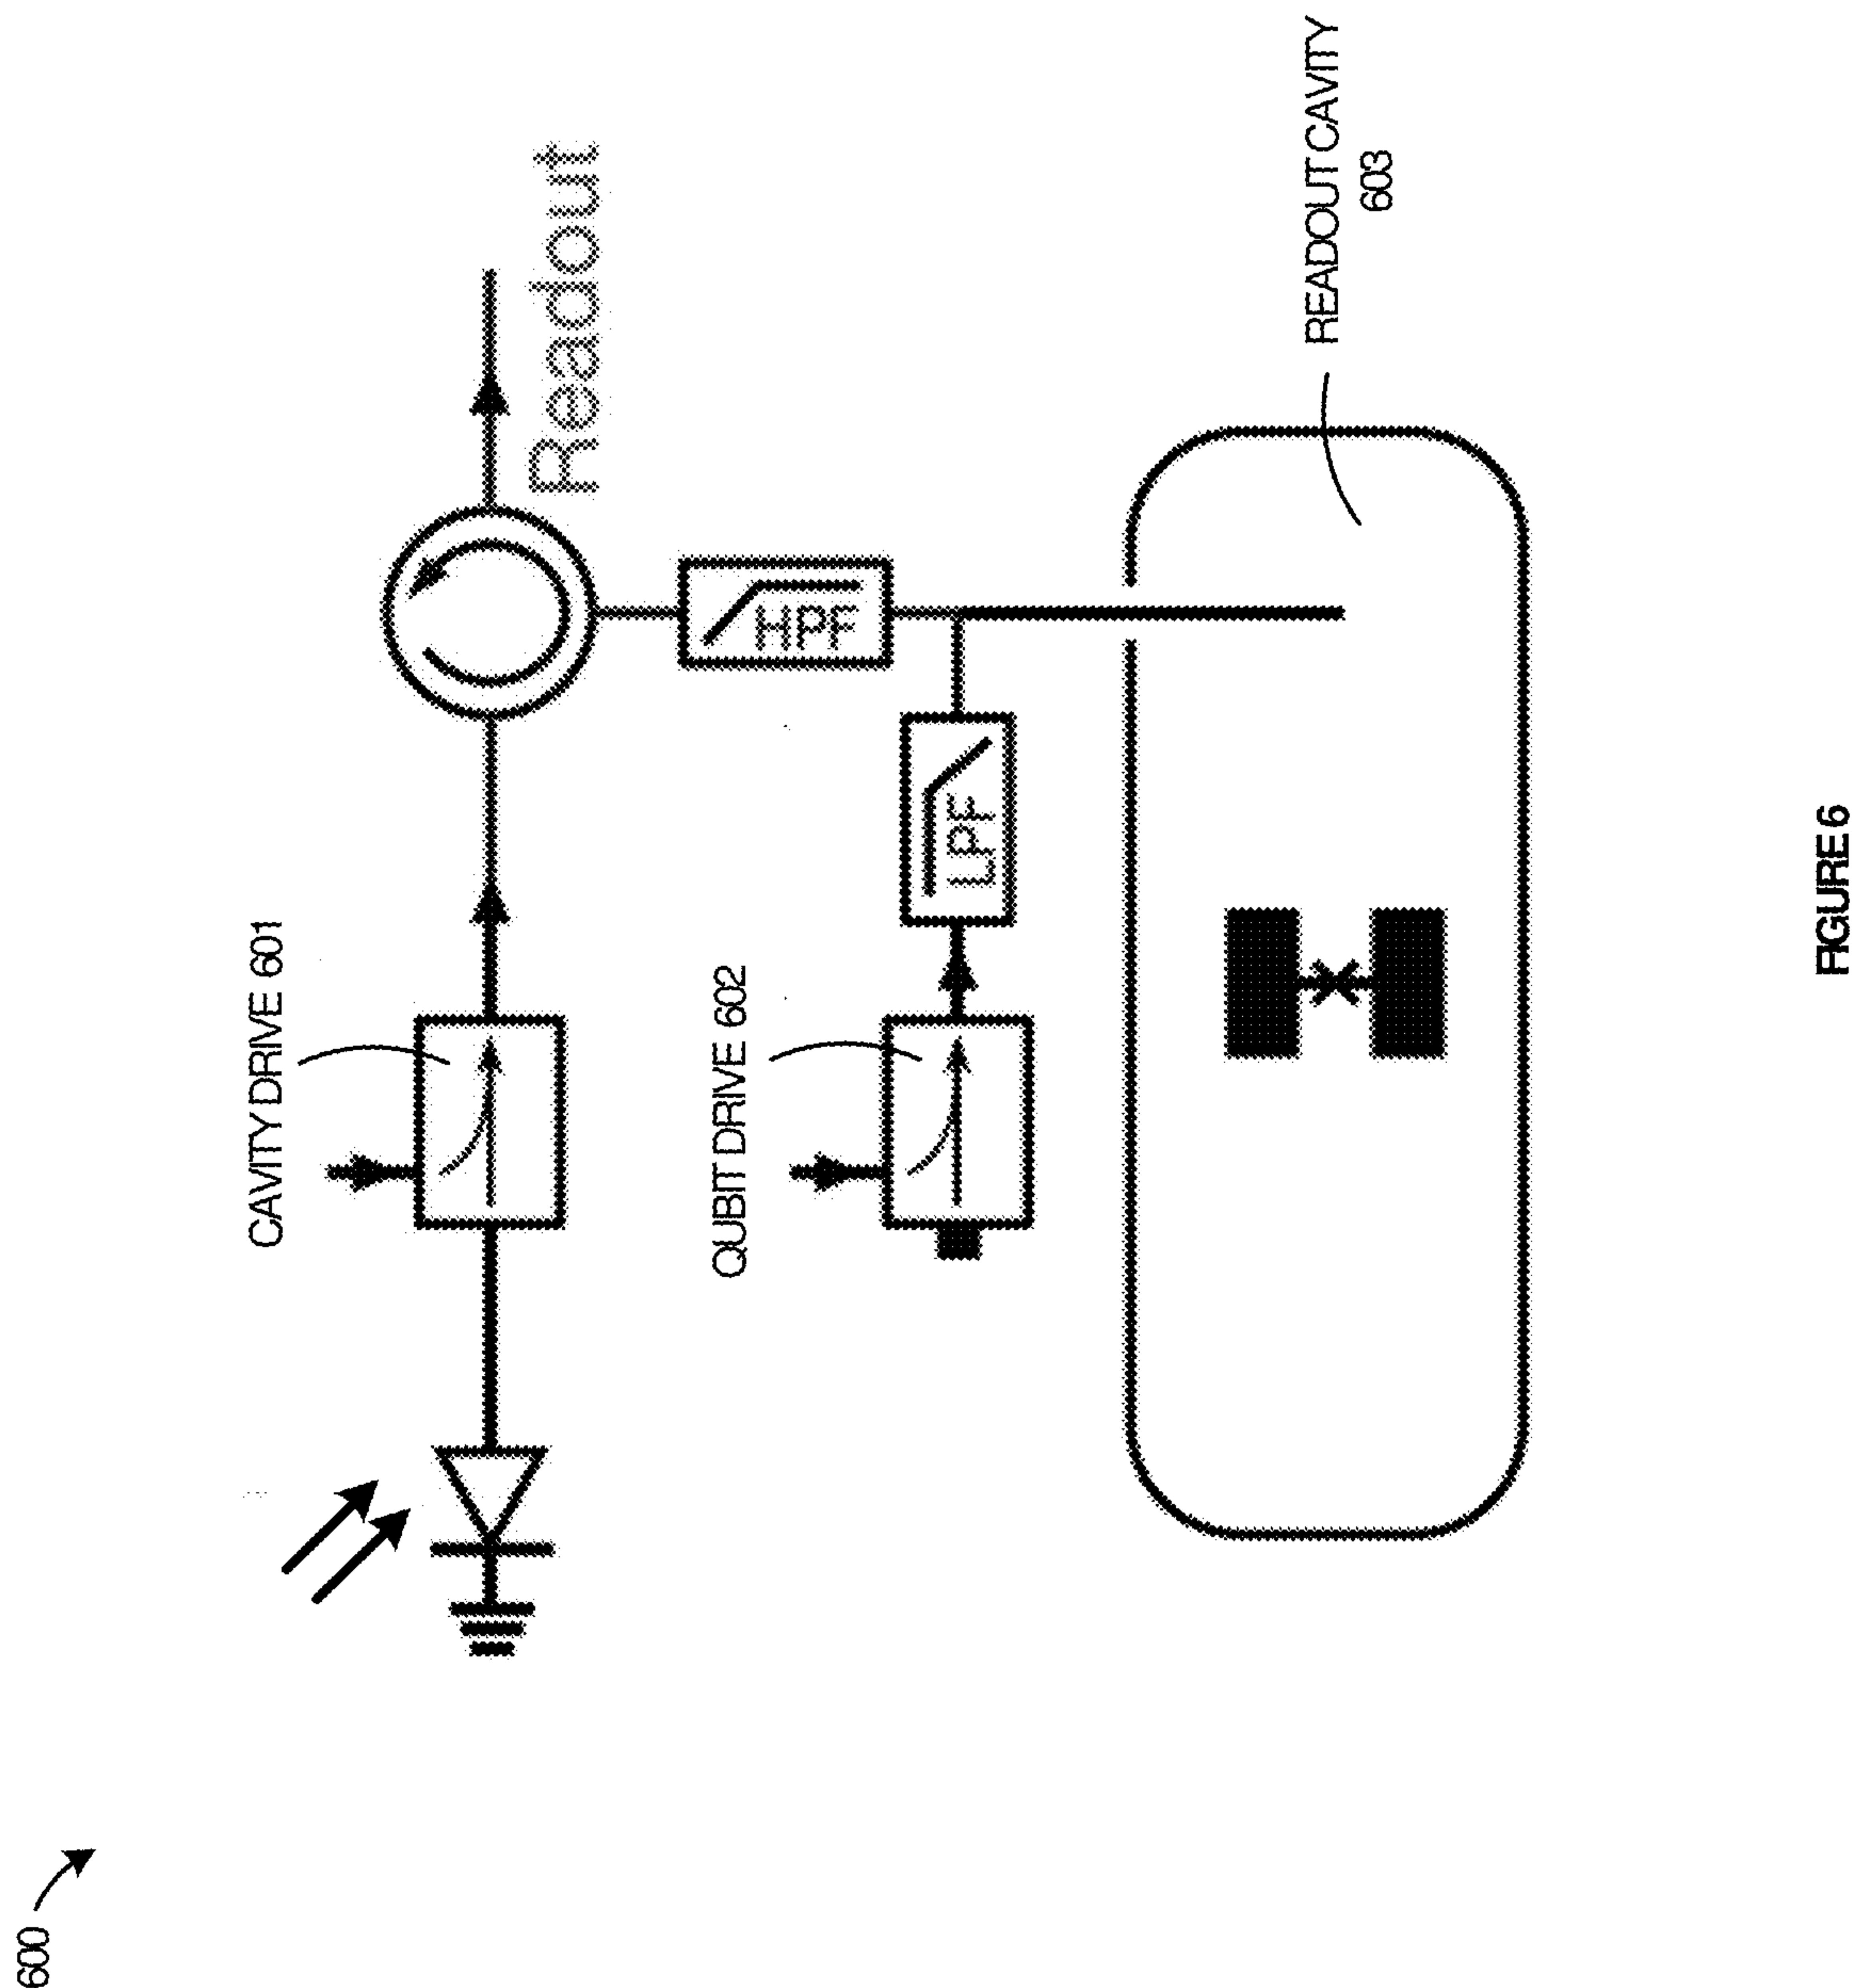 600
CAVITY DRIVE 601
Readout
HPF
QUBIT DRIVE 602
LPF
READOUT CAVITY
603
FIGURE 6